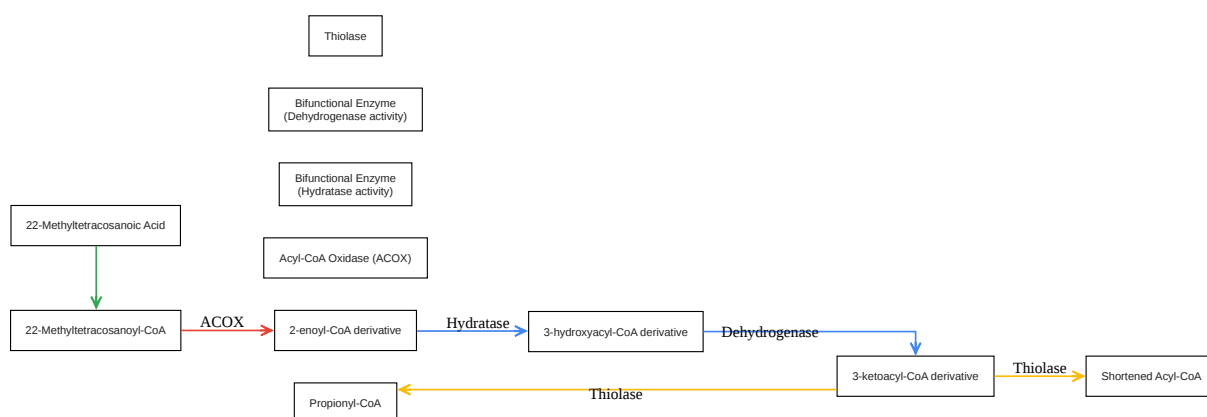 Thiolase
Bifunctional Enzyme
(Dehydrogenase activity)
Bifunctional Enzyme
(Hydratase activity)
22-Methyltetracosanoic Acid
Acyl-CoA Oxidase (ACOX)
22-Methyltetracosanoyl-CoA
ACOX
2-enoyl-CoA derivative
Hydratase
3-hydroxyacyl-CoA derivative
Dehydrogenase
3-ketoacyl-CoA derivative
Thiolase
Shortened Acyl-CoA
Thiolase
Propionyl-CoA